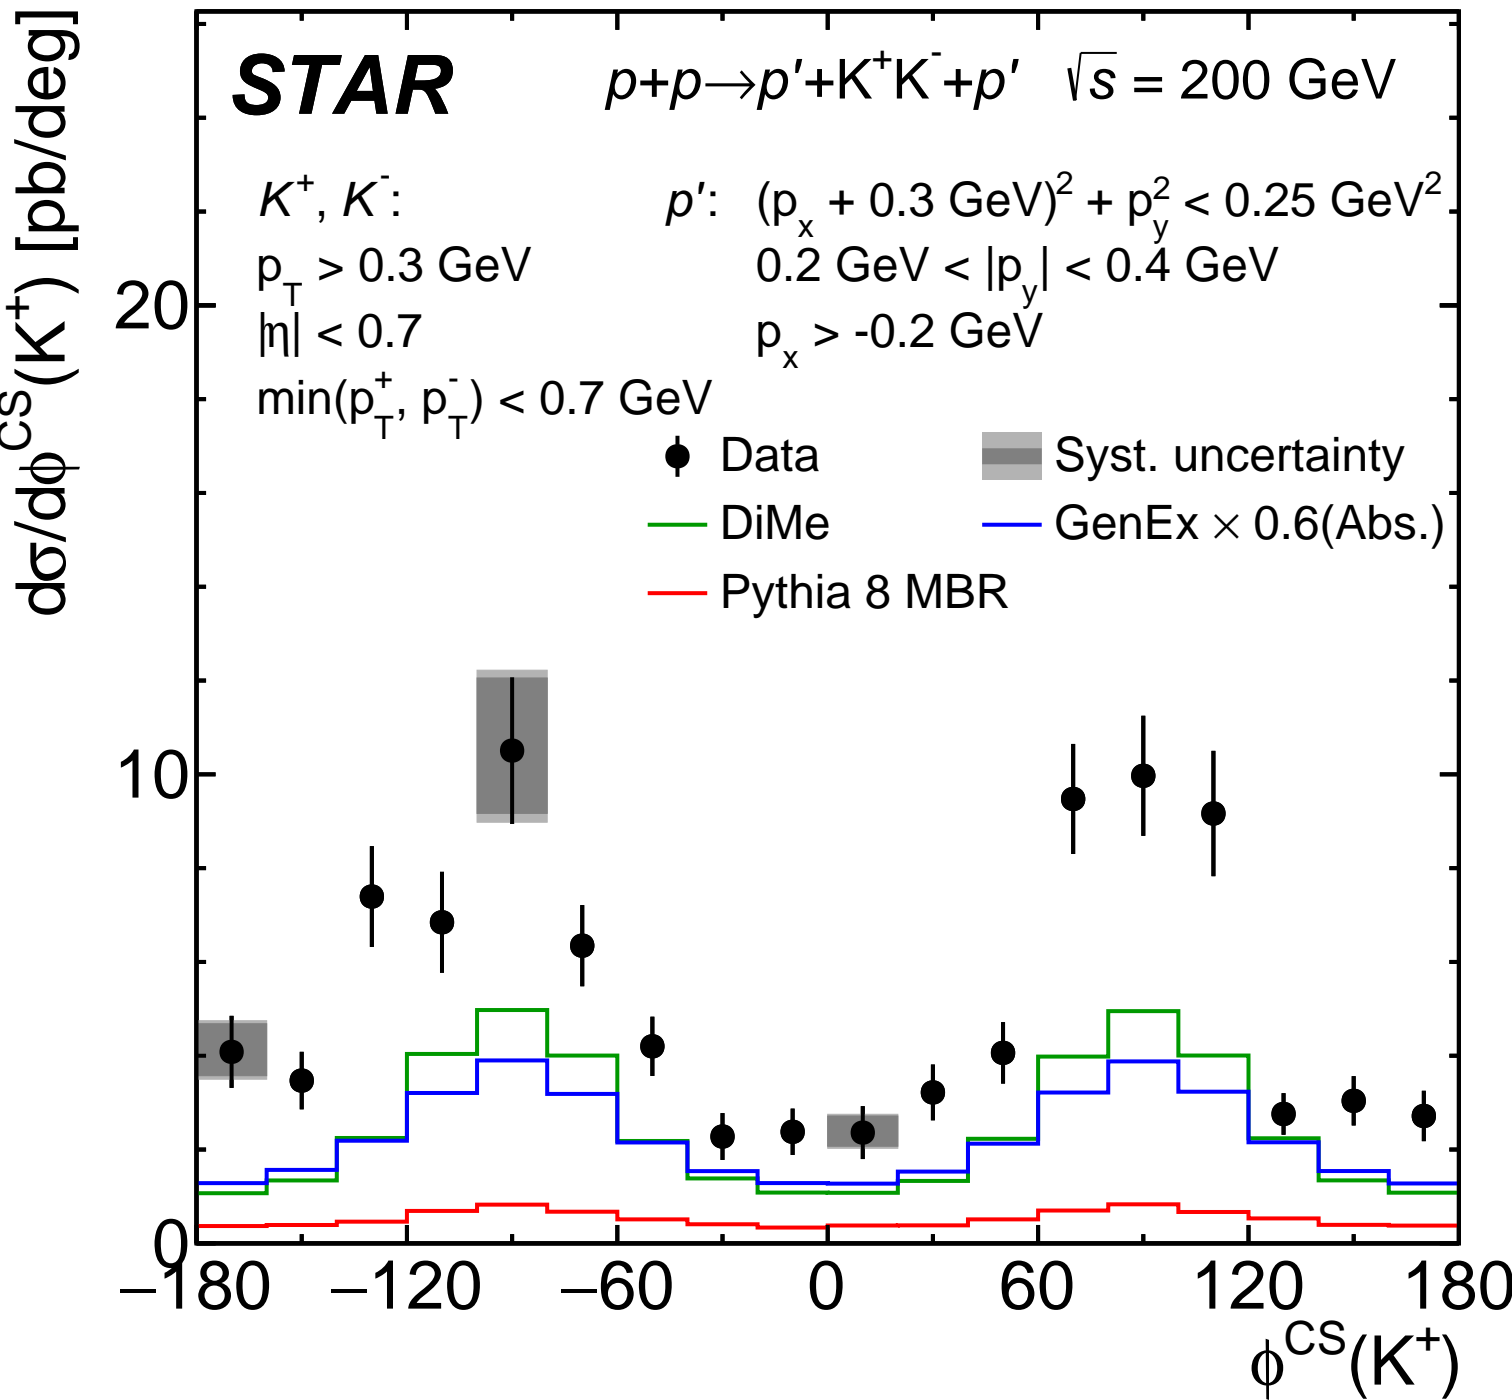 STAR p+p→p′+K⁺K⁻+p′ √s = 200 GeV
K⁺, K⁻: p′: (pₓ + 0.3 GeV)² + p_y² < 0.25 GeV²
p_T > 0.3 GeV 0.2 GeV < |p_y| < 0.4 GeV
|η| < 0.7 pₓ > -0.2 GeV
min(p_T⁺, p_T⁻) < 0.7 GeV
Data Syst. uncertainty
DiMe GenEx × 0.6(Abs.)
Pythia 8 MBR
dσ/dϕ^CS(K⁺) [pb/deg]
20
10
0
−180 −120 −60 0 60 120 180
ϕ^CS(K⁺)